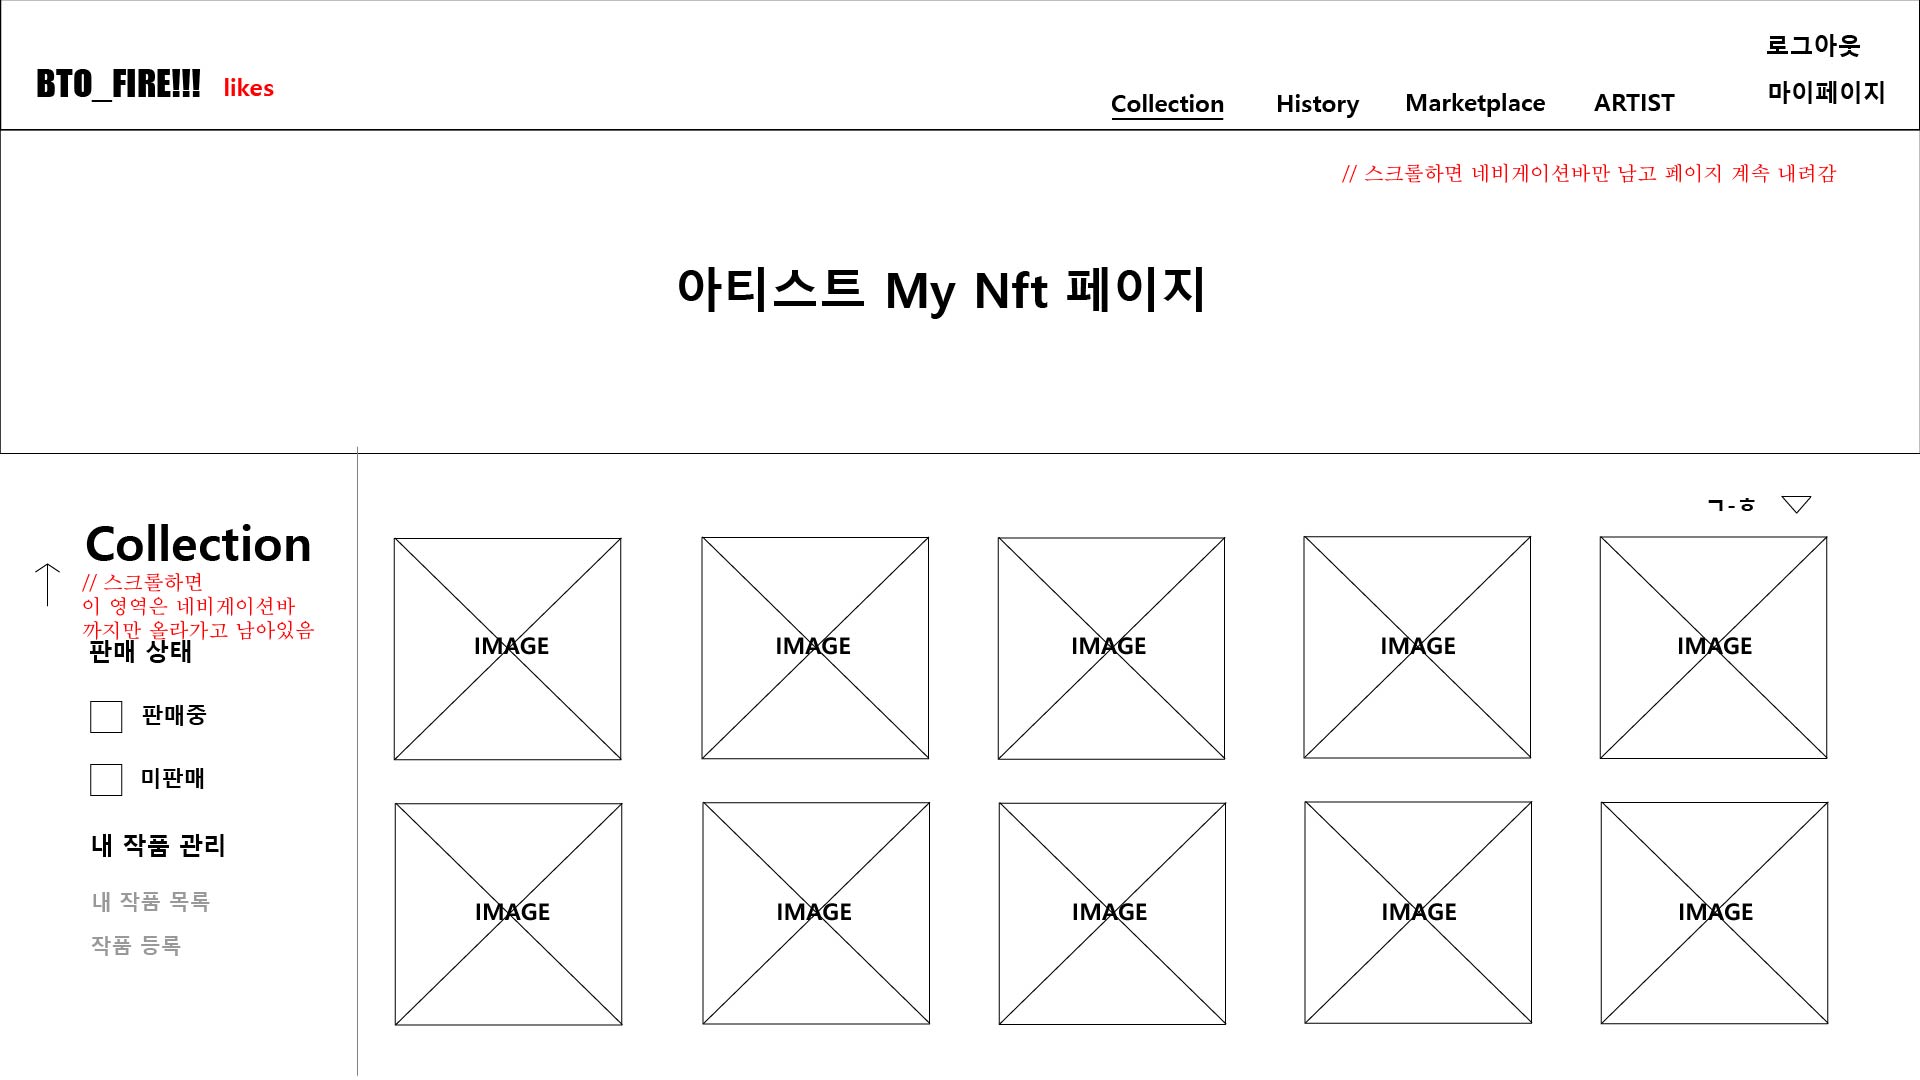 로그아웃
BTO_FIRE!!! likes
Collection History Marketplace ARTIST 마이페이지
// 스크롤하면 네비게이션바만 남고 페이지 계속 내려감
아티스트 My Nft 페이지
ㄱ-ㅎ
Collection
// 스크롤하면
이 영역은 네비게이션바
까지만 올라가고 남아있음
판매 상태
판매중
미판매
내 작품 관리
내 작품 목록
작품 등록
IMAGE IMAGE IMAGE IMAGE IMAGE
IMAGE IMAGE IMAGE IMAGE IMAGE